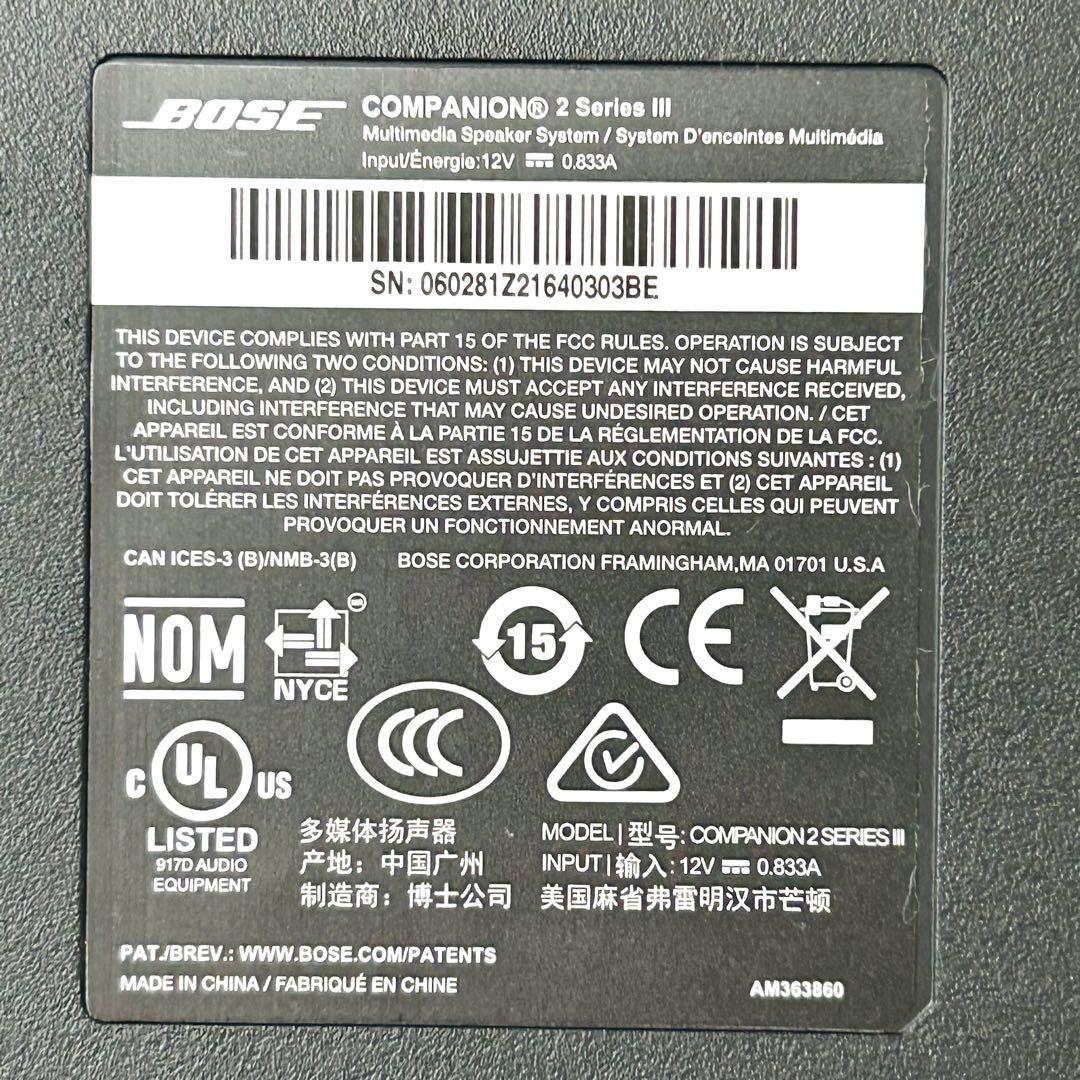 BOSE COMPANION® 2 Series III
Multimedia Speaker System / System D'enceintes Multimédia
Input/Énergie:12V ⎓ 0.833A
SN: 060281Z21640303BE
THIS DEVICE COMPLIES WITH PART 15 OF THE FCC RULES. OPERATION IS SUBJECT
TO THE FOLLOWING TWO CONDITIONS: (1) THIS DEVICE MAY NOT CAUSE HARMFUL
INTERFERENCE, AND (2) THIS DEVICE MUST ACCEPT ANY INTERFERENCE RECEIVED,
INCLUDING INTERFERENCE THAT MAY CAUSE UNDESIRED OPERATION. / CET
APPAREIL EST CONFORME À LA PARTIE 15 DE LA RÉGLEMENTATION DE LA FCC.
L'UTILISATION DE CET APPAREIL EST ASSUJETTIE AUX CONDITIONS SUIVANTES : (1)
CET APPAREIL NE DOIT PAS PROVOQUER D'INTERFÉRENCES ET (2) CET APPAREIL
DOIT TOLÉRER LES INTERFÉRENCES EXTERNES, Y COMPRIS CELLES QUI PEUVENT
PROVOQUER UN FONCTIONNEMENT ANORMAL.
CAN ICES-3 (B)/NMB-3(B) BOSE CORPORATION FRAMINGHAM,MA 01701 U.S.A
NOM
NYCE
15
CE
CCC
C UL US
LISTED
917D AUDIO
EQUIPMENT
多媒体扬声器
产地：中国广州
制造商：博士公司
MODEL | 型号: COMPANION 2 SERIES III
INPUT | 输入: 12V ⎓ 0.833A
美国麻省弗雷明汉市芒顿
PAT./BREV.: WWW.BOSE.COM/PATENTS
MADE IN CHINA / FABRIQUÉ EN CHINE
AM363860